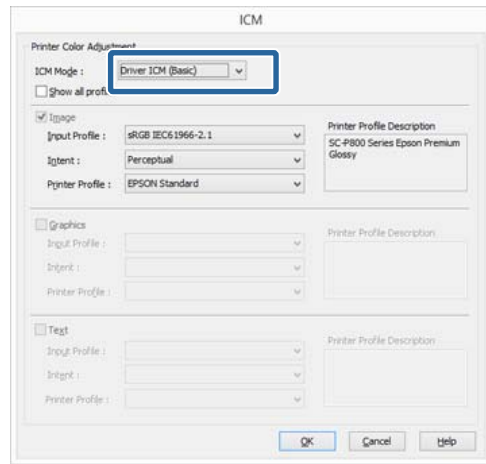 ICM
Printer Color Adjustment
ICM Mode :
Driver ICM (Basic)
Show all profi
Image
Input Profile :
sRGB IEC61966-2.1
Intent :
Perceptual
Printer Profile :
EPSON Standard
Printer Profile Description
SC-P800 Series Epson Premium
Glossy
Graphics
Input Profile :
Intent :
Printer Profile :
Printer Profile Description
Text
Input Profile :
Intent :
Printer Profile :
Printer Profile Description
OK
Cancel
Help